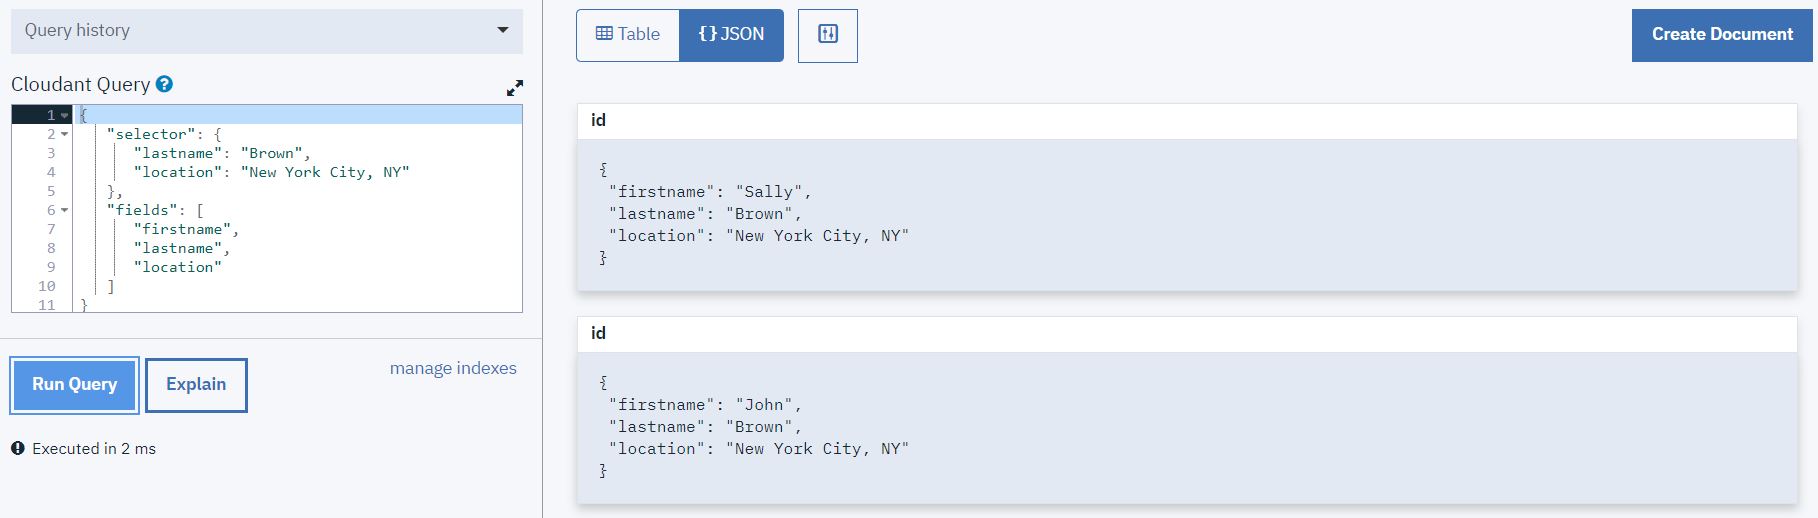 Query history
Cloudant Query ?
1 {
2 "selector": {
3 "lastname": "Brown",
4 "location": "New York City, NY"
5 },
6 "fields": [
7 "firstname",
8 "lastname",
9 "location"
10 ]
11 }
Run Query
Explain
manage indexes
Executed in 2 ms
Table
{} JSON
Create Document
id
{
"firstname": "Sally",
"lastname": "Brown",
"location": "New York City, NY"
}
id
{
"firstname": "John",
"lastname": "Brown",
"location": "New York City, NY"
}